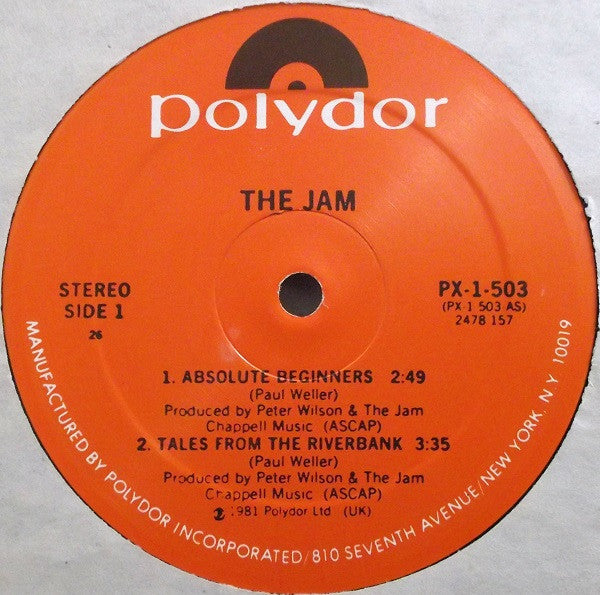 polydor
THE JAM
STEREO
SIDE 1
26
PX-1-503
(PX 1 503 AS)
2478 157
1. ABSOLUTE BEGINNERS 2:49
(Paul Weller)
Produced by Peter Wilson & The Jam
Chappell Music (ASCAP)
2. TALES FROM THE RIVERBANK 3:35
(Paul Weller)
Produced by Peter Wilson & The Jam
Chappell Music (ASCAP)
℗ 1981 Polydor Ltd (UK)
MANUFACTURED BY POLYDOR INCORPORATED/810 SEVENTH AVENUE/NEW YORK, N.Y. 10019